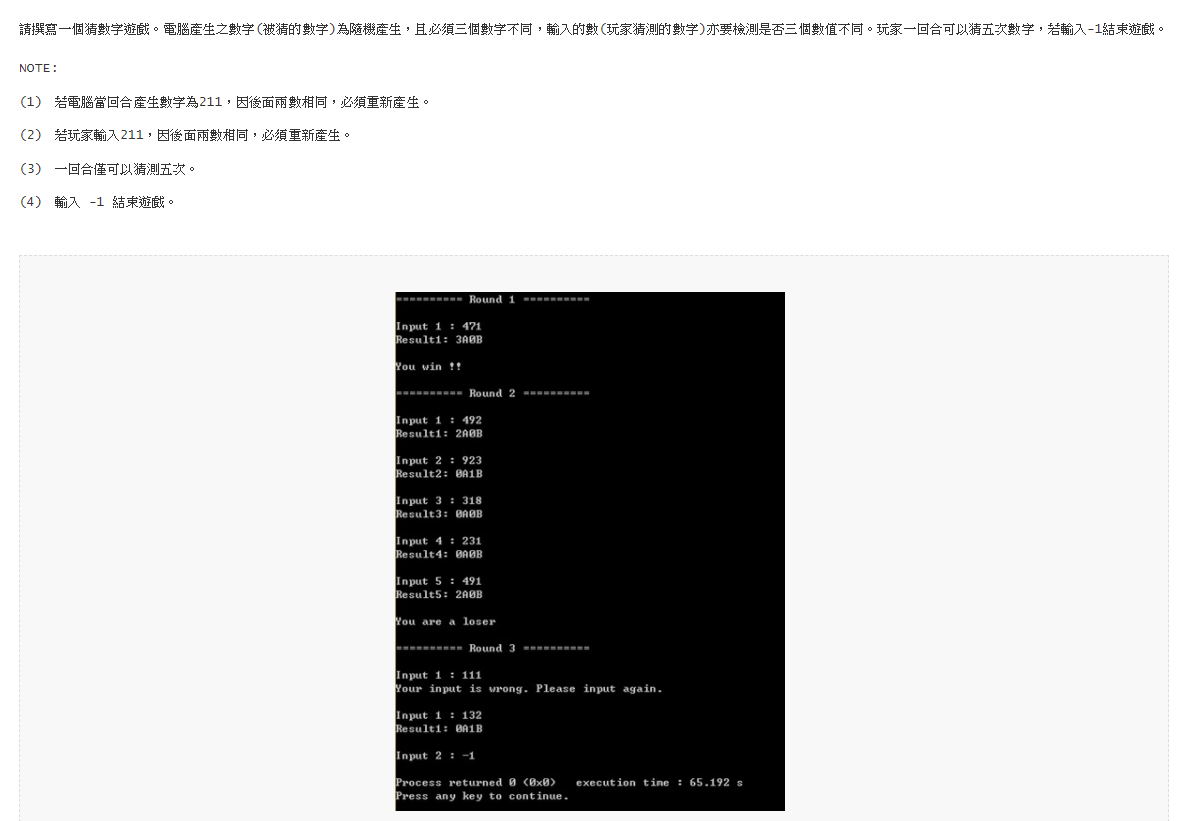 請撰寫一個猜數字遊戲。電腦產生之數字(被猜的數字)為隨機產生，且必須三個數字不同，輸入的數(玩家猜測的數字)亦要檢測是否三個數值不同。玩家一回合可以猜五次數字，若輸入-1結束遊戲。
NOTE:
(1) 若電腦當回合產生數字為211，因後面兩數相同，必須重新產生。
(2) 若玩家輸入211，因後面兩數相同，必須重新產生。
(3) 一回合僅可以猜測五次。
(4) 輸入 -1 結束遊戲。
========== Round 1 ==========
Input 1 : 471
Result1: 3A0B
You win !!
========== Round 2 ==========
Input 1 : 492
Result1: 2A0B
Input 2 : 923
Result2: 0A1B
Input 3 : 318
Result3: 0A0B
Input 4 : 231
Result4: 0A0B
Input 5 : 491
Result5: 2A0B
You are a loser
========== Round 3 ==========
Input 1 : 111
Your input is wrong. Please input again.
Input 1 : 132
Result1: 0A1B
Input 2 : -1
Process returned 0 (0x0)   execution time : 65.192 s
Press any key to continue.